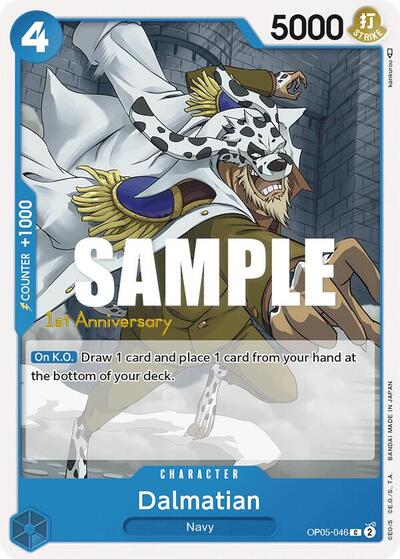 4
5000
打
STRIKE
kankurou
COUNTER +1000
SAMPLE
1st Anniversary
On K.O. Draw 1 card and place 1 card from your hand at
the bottom of your deck.
CHARACTER
Dalmatian
Navy
OP05-046 C 2
©E.O/S ©E.O./S., T.A. BANDAI MADE IN JAPAN